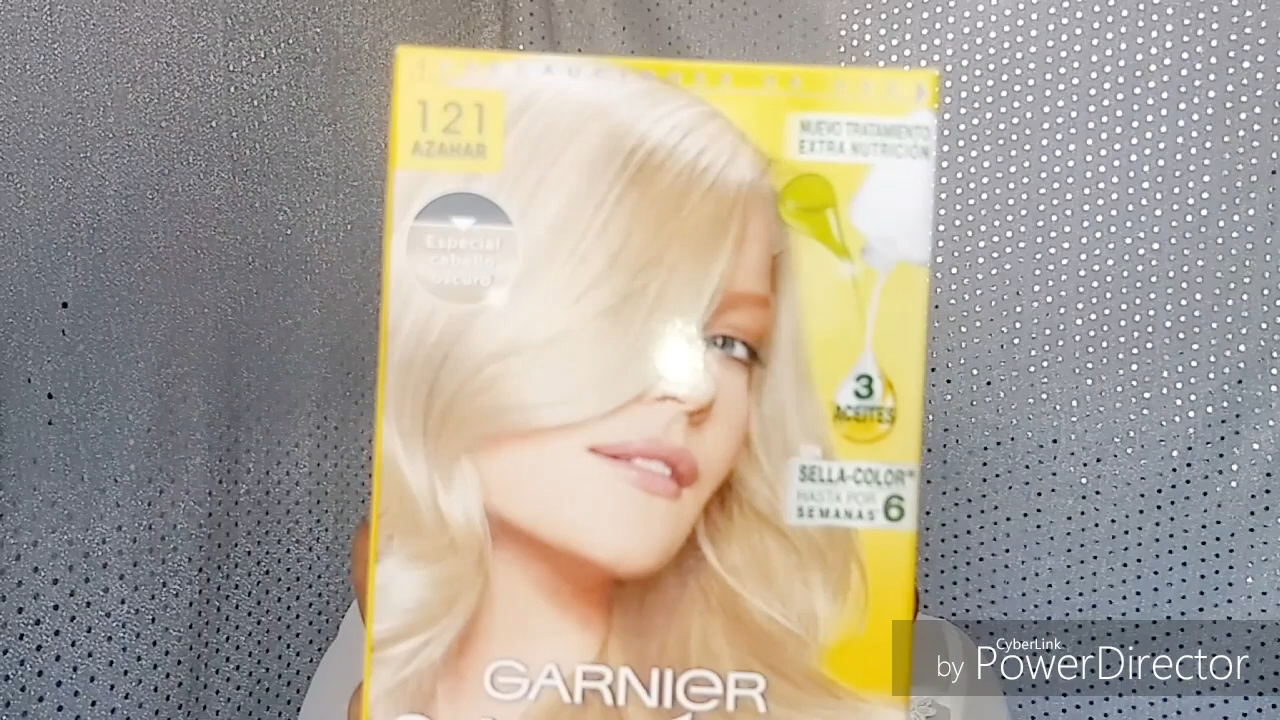 121
AZAHAR
NUEVO TRATAMIENTO
EXTRA NUTRICIÓN
Especial
cabello
oscuro
3
ACEITES
SELLA-COLOR*
HASTA POR
SEMANAS 6
GARNIER
CyberLink
by PowerDirector